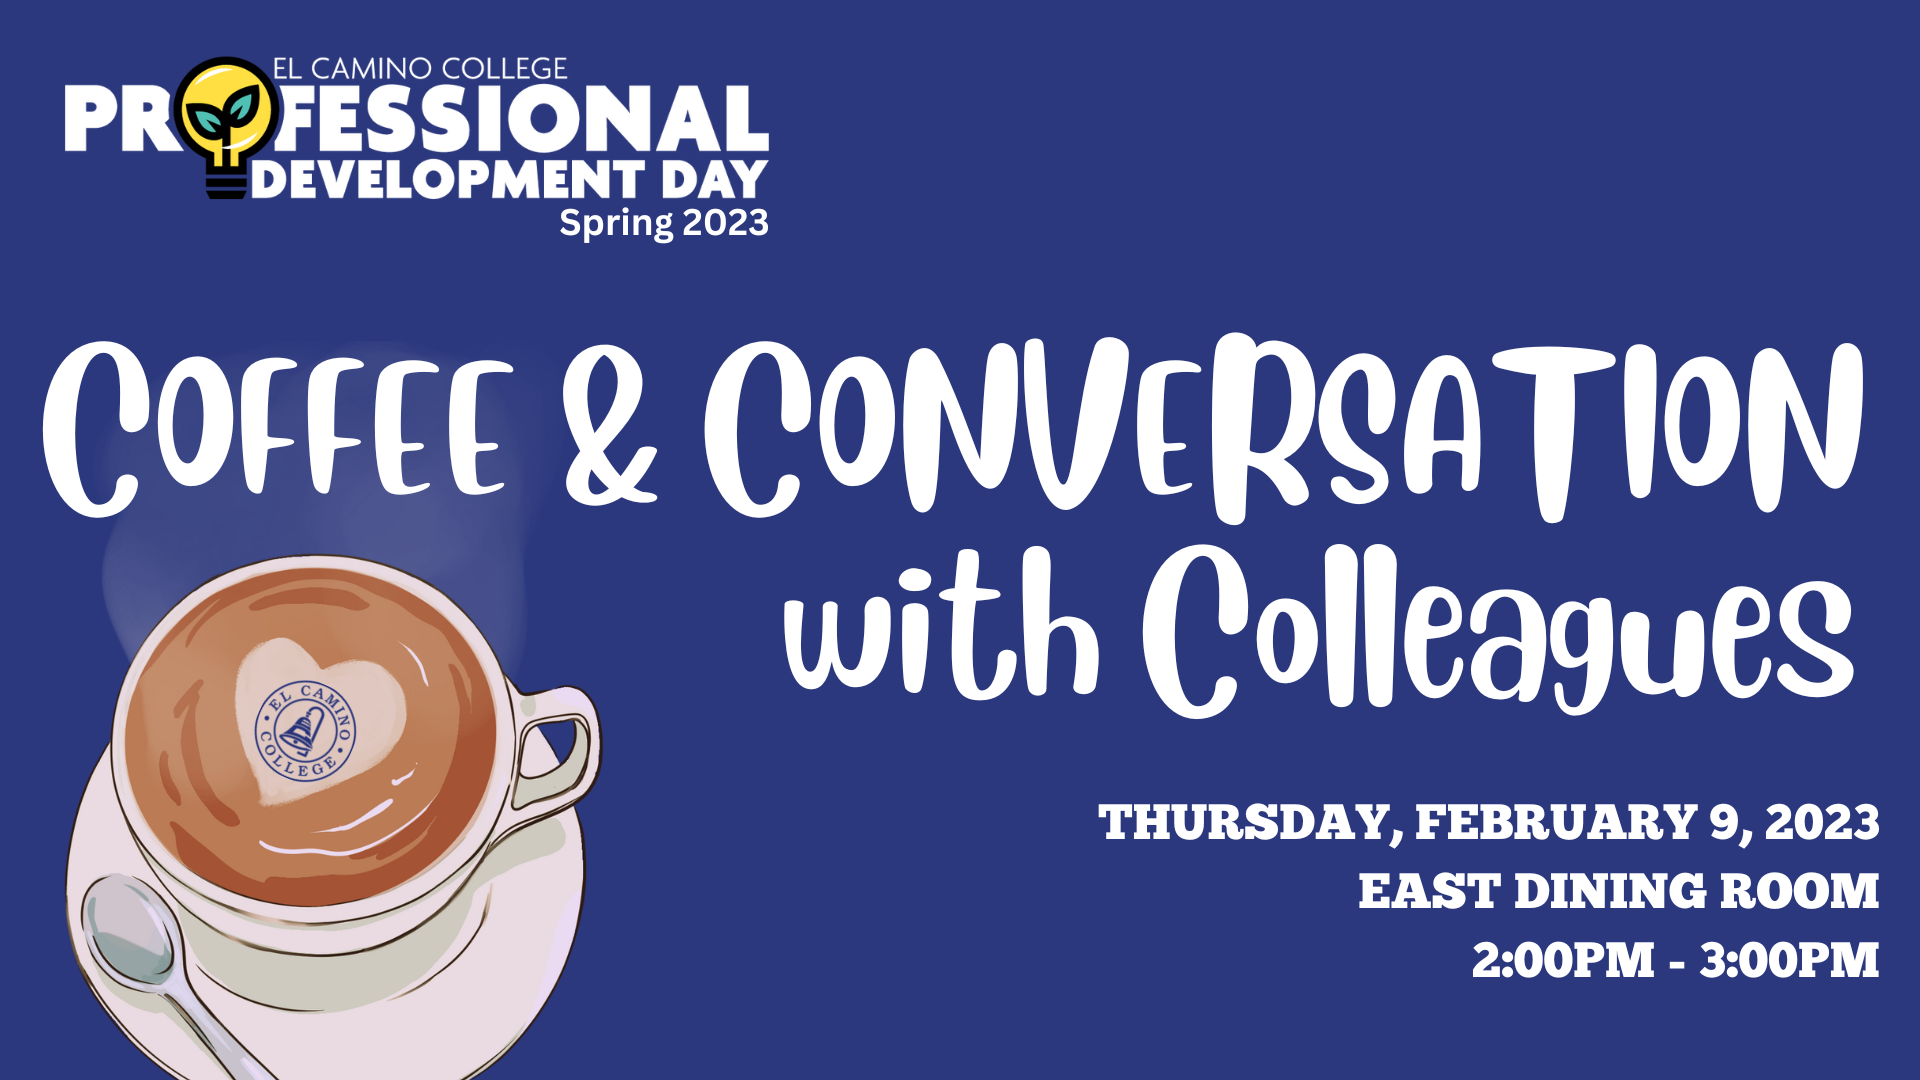 EL CAMINO COLLEGE
PROFESSIONAL
DEVELOPMENT DAY
Spring 2023
COFFEE & CONVERSATION
with Colleagues
EL CAMINO COLLEGE
THURSDAY, FEBRUARY 9, 2023
EAST DINING ROOM
2:00PM - 3:00PM